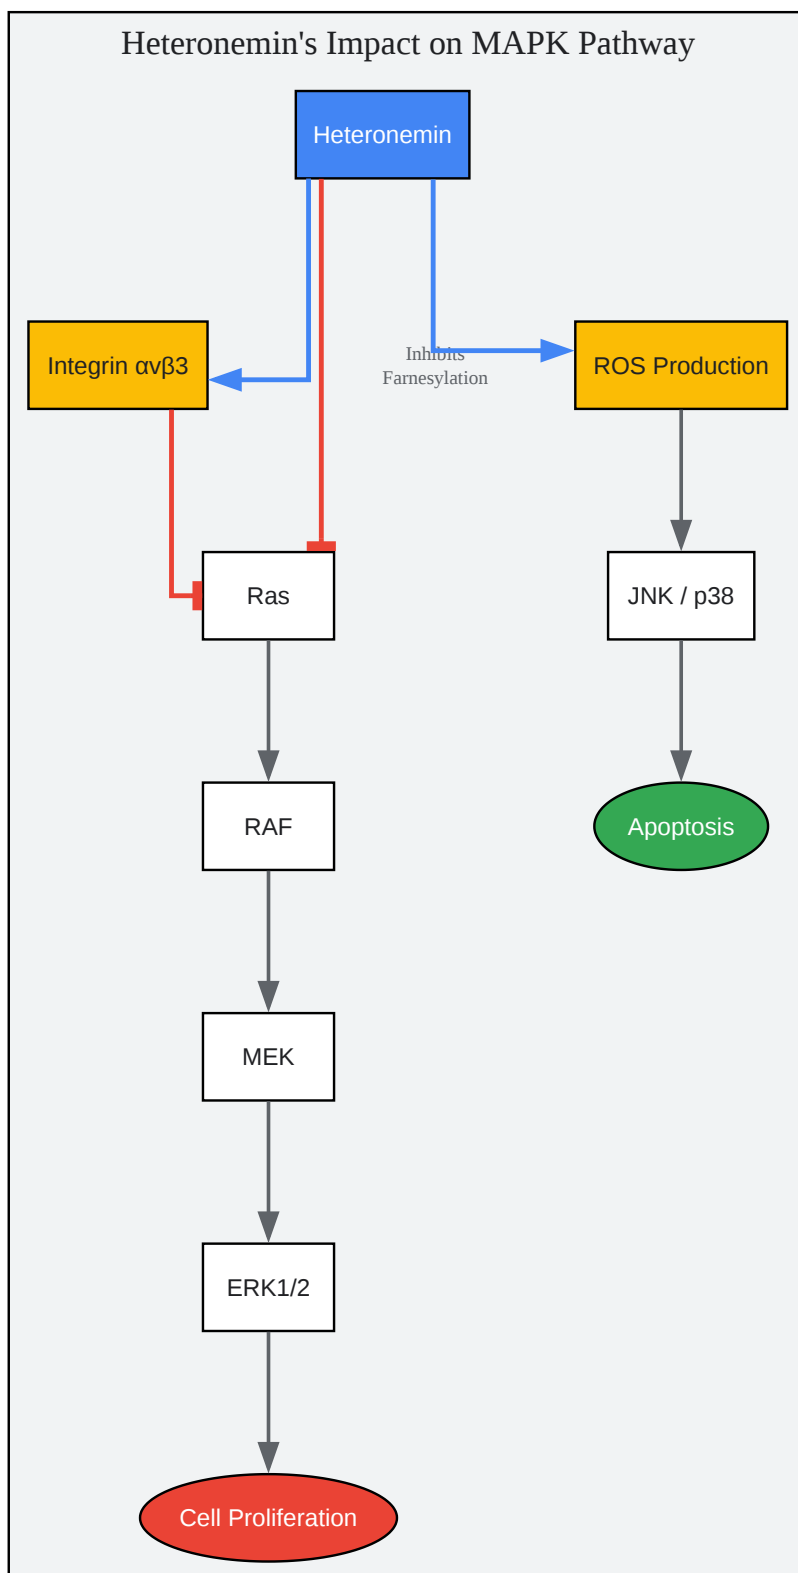 Heteronemin's Impact on MAPK Pathway
Heteronemin
Integrin αvβ3
Inhibits
Farnesylation
ROS Production
Ras
JNK / p38
RAF
Apoptosis
MEK
ERK1/2
Cell Proliferation